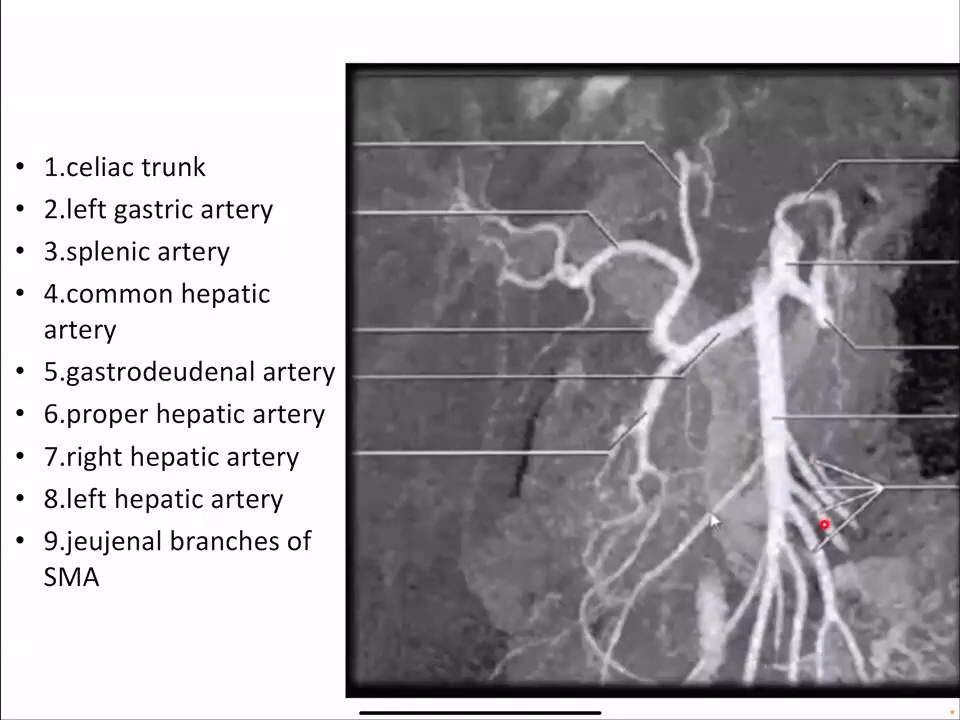 • 1.celiac trunk
• 2.left gastric artery
• 3.splenic artery
• 4.common hepatic
artery
• 5.gastrodeudenal artery
• 6.proper hepatic artery
• 7.right hepatic artery
• 8.left hepatic artery
• 9.jeujenal branches of
SMA